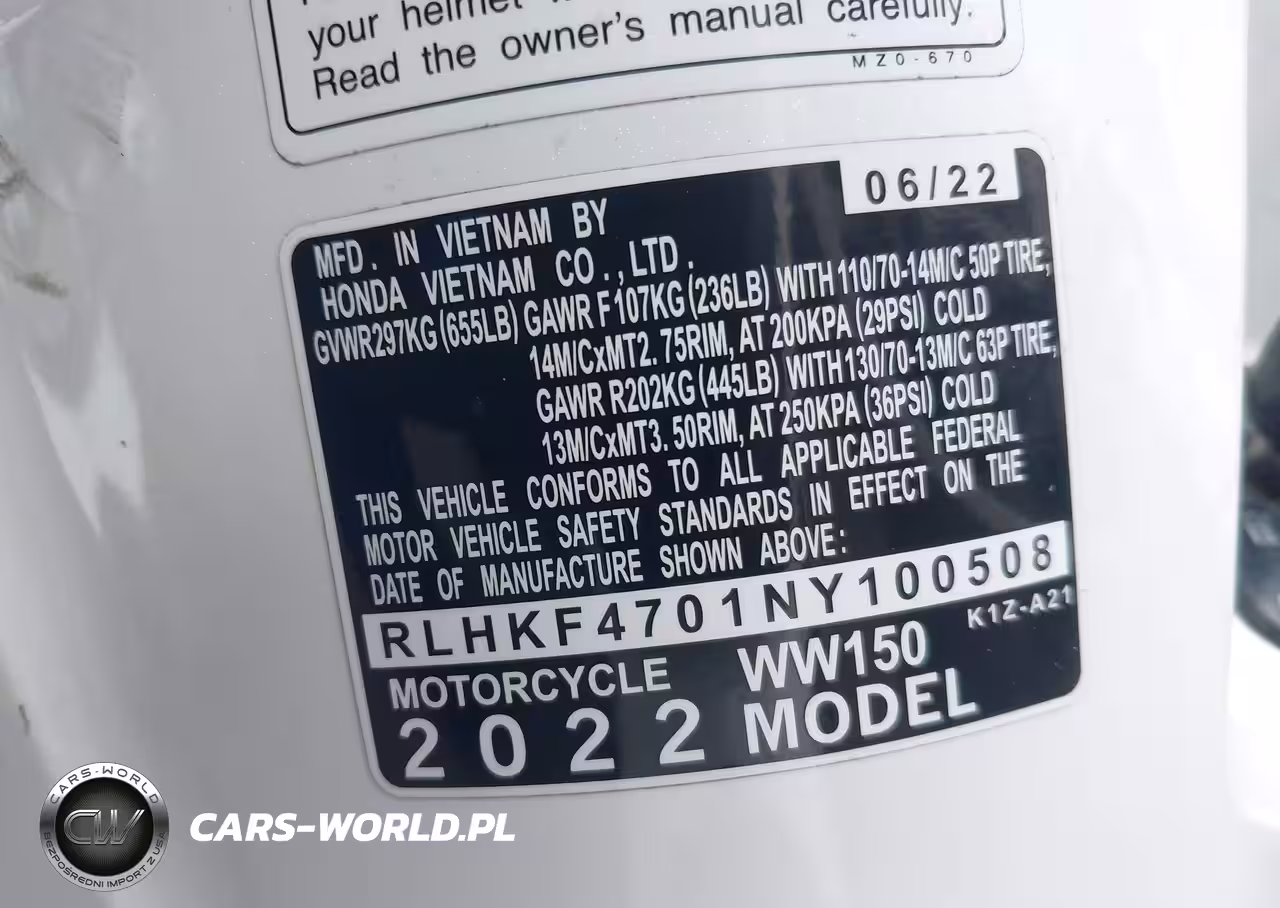 your helmet
Read the owner's manual carefully.
MZ0-670
06/22
MFD. IN VIETNAM BY
HONDA VIETNAM CO.,LTD.
GVWR297KG(655LB) GAWR F107KG(236LB) WITH 110/70-14M/C 50P TIRE,
14M/CxMT2.75RIM, AT 200KPA (29PSI) COLD
GAWR R202KG(445LB) WITH130/70-13M/C 63P TIRE,
13M/CxMT3.50RIM, AT 250KPA (36PSI) COLD
THIS VEHICLE CONFORMS TO ALL APPLICABLE FEDERAL
MOTOR VEHICLE SAFETY STANDARDS IN EFFECT ON THE
DATE OF MANUFACTURE SHOWN ABOVE:
RLHKF4701NY100508
K1Z-A21
MOTORCYCLE WW150
2022 MODEL
CARS-WORLD
CW
BEZPOŚREDNI IMPORT Z USA
CARS-WORLD.PL